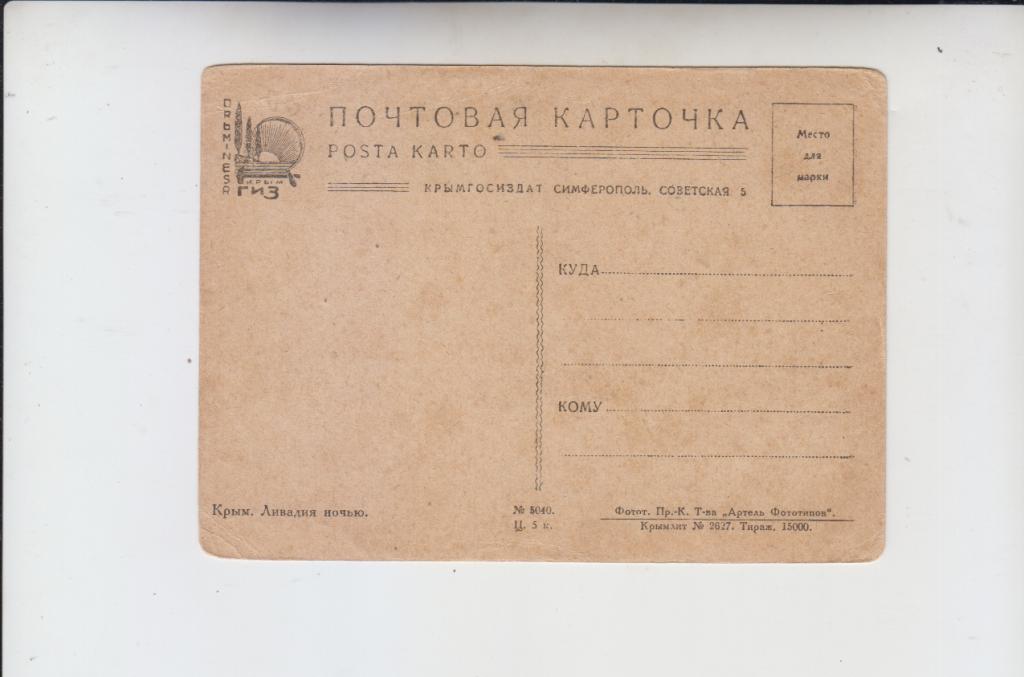 ПОЧТОВАЯ КАРТОЧКА
POSTA KARTO
КРЫМГОСИЗДАТ СИМФЕРОПОЛЬ. СОВЕТСКАЯ 5
КРЫМ
ГИЗ
Место
для
марки
КУДА
КОМУ
Крым. Ливадия ночью.
№ 5040.
Ц. 5 к.
Фотот. Пр.-К. Т-ва „Артель Фототипов".
Крымлит № 2627. Тираж. 15000.